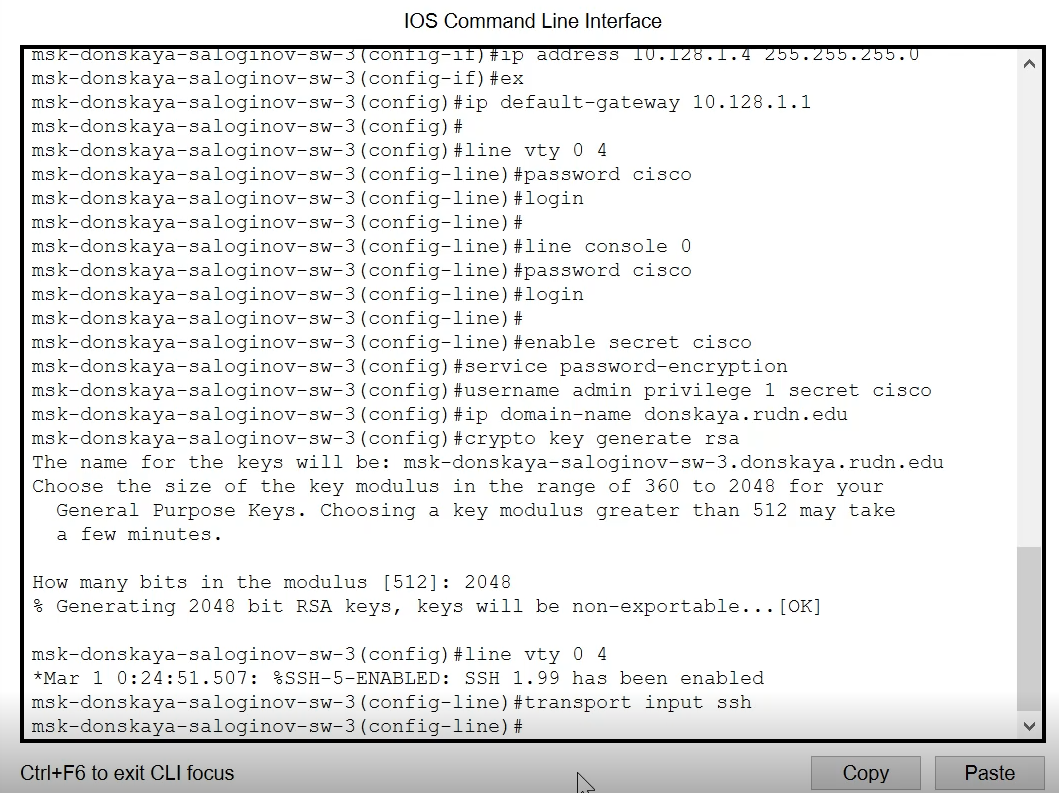 IOS Command Line Interface
msk-donskaya-saloginov-sw-3(config-if)#ip address 10.128.1.4 255.255.255.0
msk-donskaya-saloginov-sw-3(config-if)#ex
msk-donskaya-saloginov-sw-3(config)#ip default-gateway 10.128.1.1
msk-donskaya-saloginov-sw-3(config)#
msk-donskaya-saloginov-sw-3(config)#line vty 0 4
msk-donskaya-saloginov-sw-3(config-line)#password cisco
msk-donskaya-saloginov-sw-3(config-line)#login
msk-donskaya-saloginov-sw-3(config-line)#
msk-donskaya-saloginov-sw-3(config-line)#line console 0
msk-donskaya-saloginov-sw-3(config-line)#password cisco
msk-donskaya-saloginov-sw-3(config-line)#login
msk-donskaya-saloginov-sw-3(config-line)#
msk-donskaya-saloginov-sw-3(config-line)#enable secret cisco
msk-donskaya-saloginov-sw-3(config)#service password-encryption
msk-donskaya-saloginov-sw-3(config)#username admin privilege 1 secret cisco
msk-donskaya-saloginov-sw-3(config)#ip domain-name donskaya.rudn.edu
msk-donskaya-saloginov-sw-3(config)#crypto key generate rsa
The name for the keys will be: msk-donskaya-saloginov-sw-3.donskaya.rudn.edu
Choose the size of the key modulus in the range of 360 to 2048 for your
General Purpose Keys. Choosing a key modulus greater than 512 may take
a few minutes.
How many bits in the modulus [512]: 2048
% Generating 2048 bit RSA keys, keys will be non-exportable...[OK]
msk-donskaya-saloginov-sw-3(config)#line vty 0 4
*Mar 1 0:24:51.507: %SSH-5-ENABLED: SSH 1.99 has been enabled
msk-donskaya-saloginov-sw-3(config-line)#transport input ssh
msk-donskaya-saloginov-sw-3(config-line)#
Ctrl+F6 to exit CLI focus
Copy
Paste